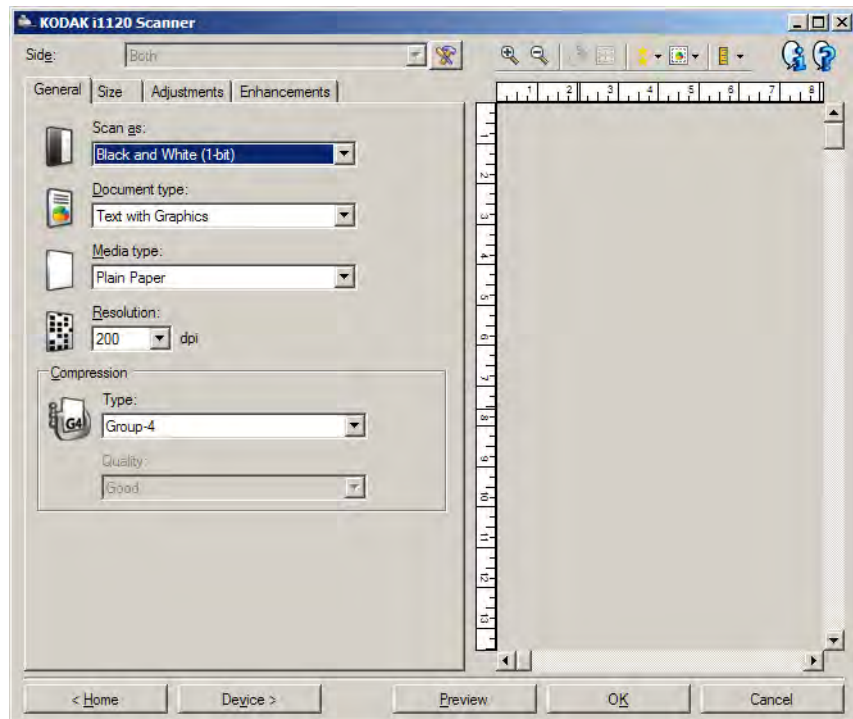 KODAK i1120 Scanner
Side: Both
General Size Adjustments Enhancements
Scan as:
Black and White (1-bit)
Document type:
Text with Graphics
Media type:
Plain Paper
Resolution:
200 dpi
Compression
Type:
G4 Group-4
Quality:
Good
1 2 3 4 5 6 7 8
1
2
3
4
5
6
7
8
9
10
11
12
13
< Home Device > Preview OK Cancel